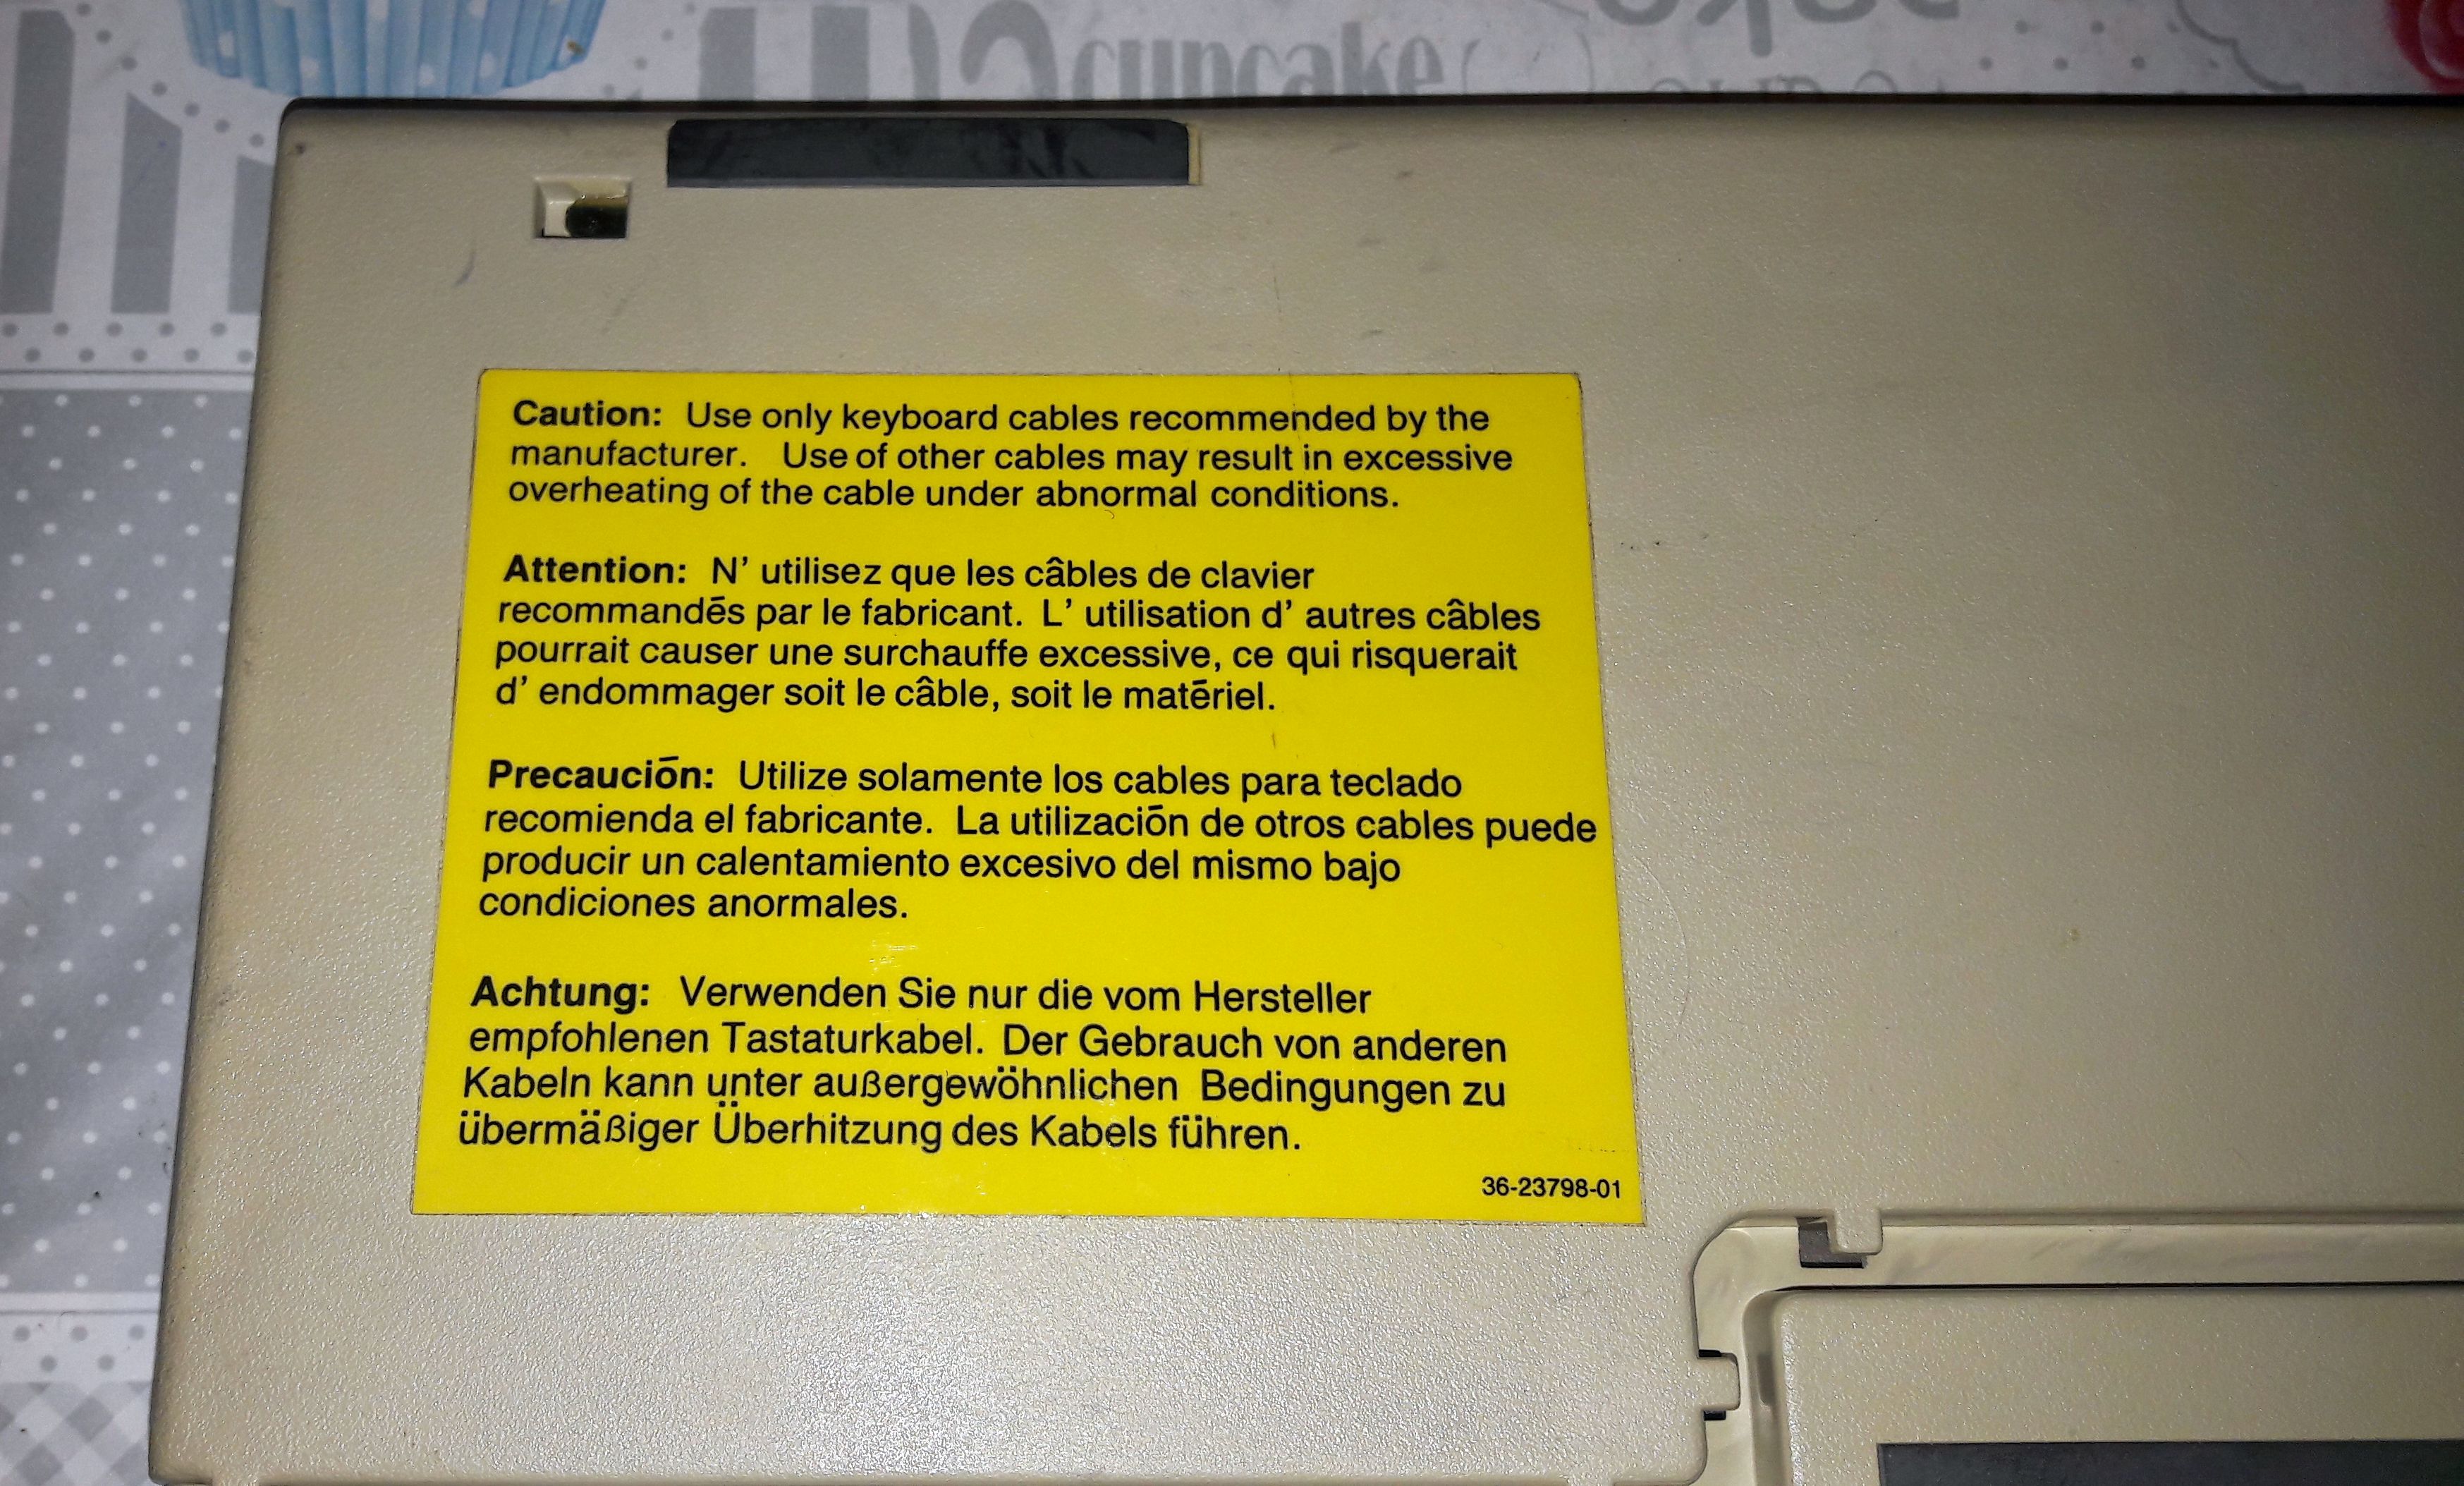 cupcake
Caution: Use only keyboard cables recommended by the
manufacturer. Use of other cables may result in excessive
overheating of the cable under abnormal conditions.
Attention: N' utilisez que les câbles de clavier
recommandés par le fabricant. L' utilisation d' autres câbles
pourrait causer une surchauffe excessive, ce qui risquerait
d' endommager soit le câble, soit le matériel.
Precaución: Utilize solamente los cables para teclado
recomienda el fabricante. La utilización de otros cables puede
producir un calentamiento excesivo del mismo bajo
condiciones anormales.
Achtung: Verwenden Sie nur die vom Hersteller
empfohlenen Tastaturkabel. Der Gebrauch von anderen
Kabeln kann unter außergewöhnlichen Bedingungen zu
übermäßiger Überhitzung des Kabels führen.
36-23798-01